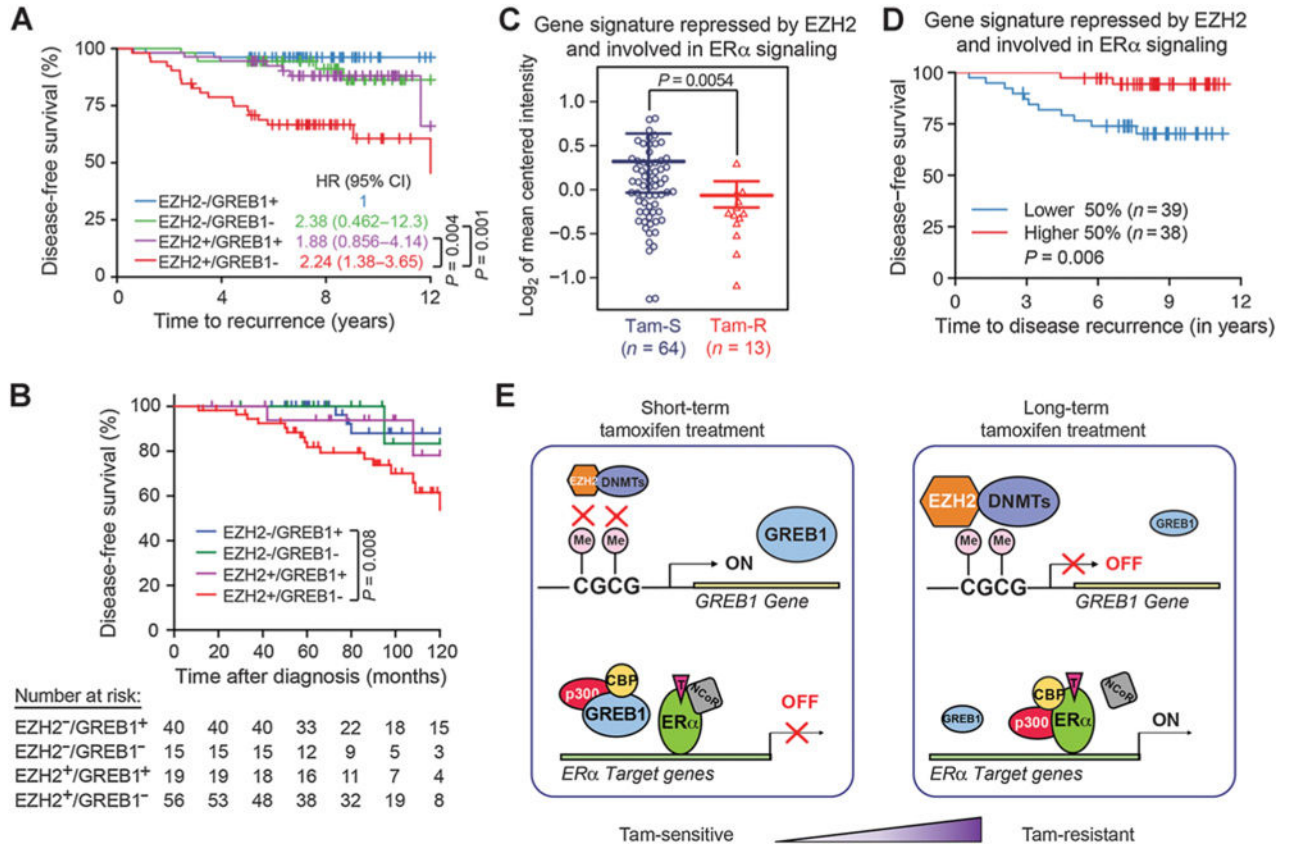 A
Disease-free survival (%)
100
75
50
25
0
HR (95% CI)
EZH2-/GREB1+ 1
EZH2-/GREB1- 2.38 (0.462–12.3)
EZH2+/GREB1+ 1.88 (0.856–4.14)
EZH2+/GREB1- 2.24 (1.38–3.65)
P = 0.004
P = 0.001
0 4 8 12
Time to recurrence (years)
B
Disease-free survival (%)
100
80
60
40
20
0
EZH2-/GREB1+
EZH2-/GREB1-
EZH2+/GREB1+
EZH2+/GREB1-
P = 0.008
0 20 40 60 80 100 120
Time after diagnosis (months)
Number at risk:
EZH2⁻/GREB1⁺ 40 40 40 33 22 18 15
EZH2⁻/GREB1⁻ 15 15 15 12 9 5 3
EZH2⁺/GREB1⁺ 19 19 18 16 11 7 4
EZH2⁺/GREB1⁻ 56 53 48 38 32 19 8
C
Gene signature repressed by EZH2
and involved in ERα signaling
Log₂ of mean centered intensity
P = 0.0054
1.0
0.5
0.0
−0.5
−1.0
Tam-S Tam-R
(n = 64) (n = 13)
D
Gene signature repressed by EZH2
and involved in ERα signaling
Disease–free survival (%)
100
75
50
25
0
Lower 50% (n = 39)
Higher 50% (n = 38)
P = 0.006
0 3 6 9 12
Time to disease recurrence (in years)
E
Short-term
tamoxifen treatment
EZH2 DNMTs
Me Me
GREB1
CGCG
ON
GREB1 Gene
p300 CBP
GREB1
T
NCoR
ERα
OFF
ERα Target genes
Long-term
tamoxifen treatment
EZH2 DNMTs
Me Me
GREB1
CGCG
OFF
GREB1 Gene
GREB1
p300 CBP
T
ERα
NCoR
ON
ERα Target genes
Tam-sensitive Tam-resistant